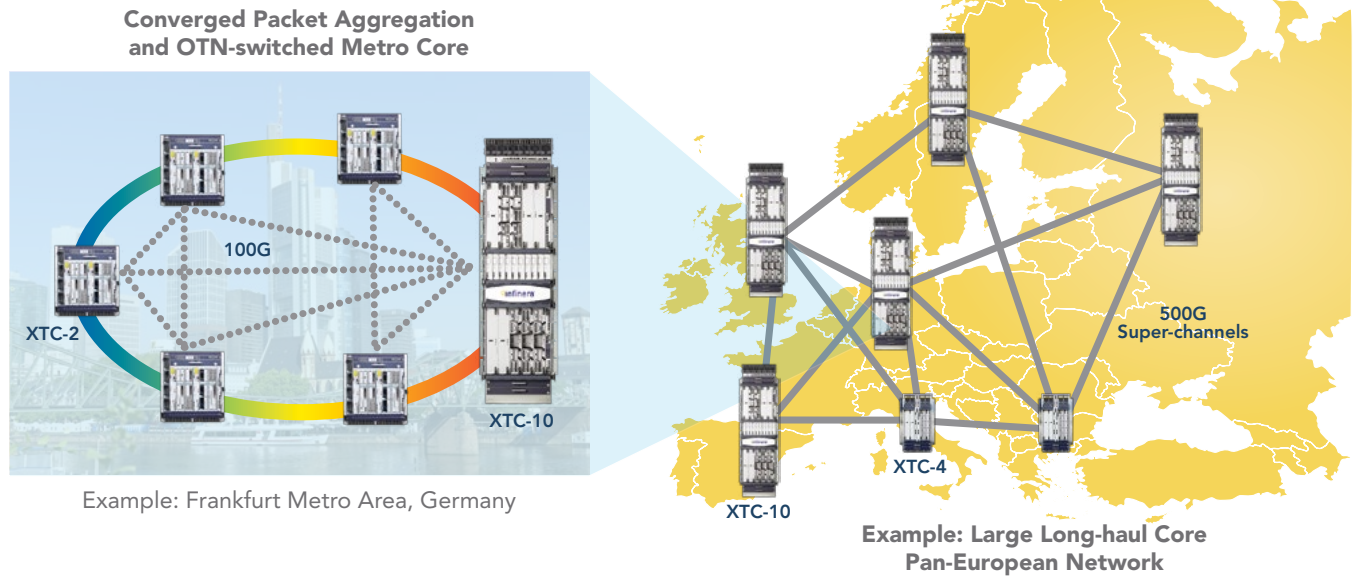 Converged Packet Aggregation
and OTN-switched Metro Core
100G
XTC-2
infinera
XTC-10
Example: Frankfurt Metro Area, Germany
500G
Super-channels
XTC-4
XTC-10
Example: Large Long-haul Core
Pan-European Network